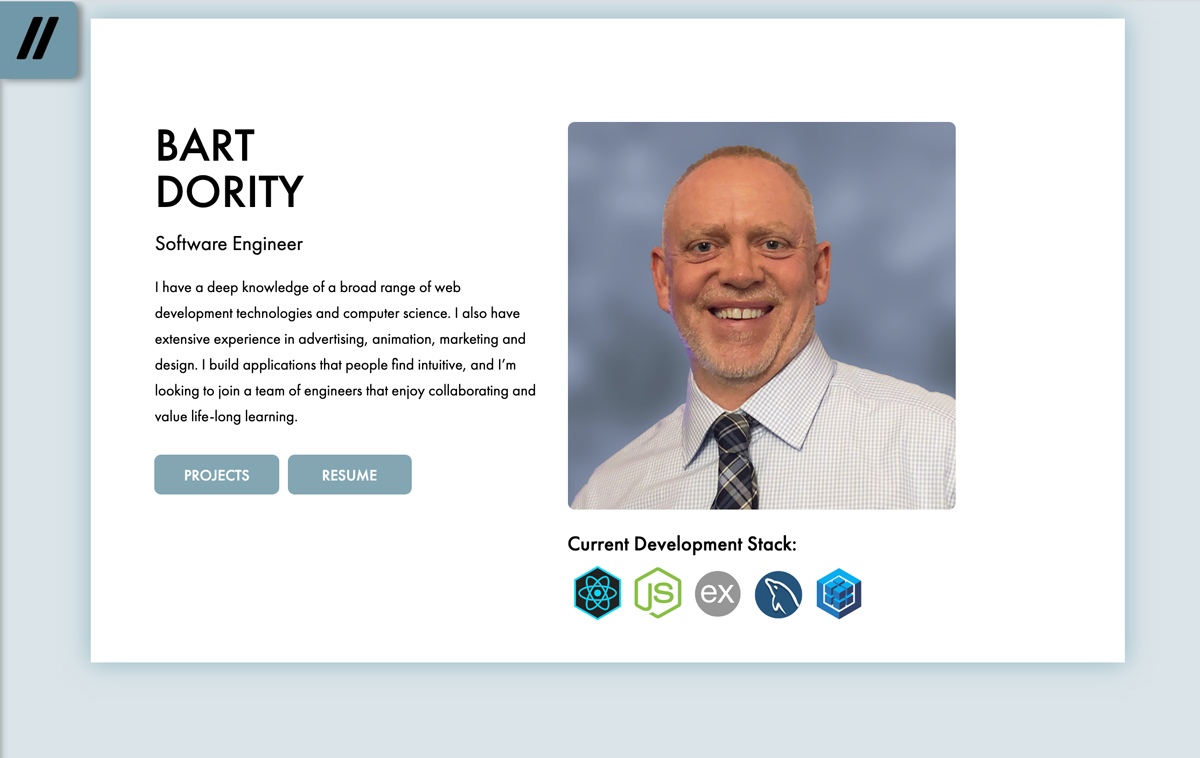 //
BART
DORITY
Software Engineer
I have a deep knowledge of a broad range of web
development technologies and computer science. I also have
extensive experience in advertising, animation, marketing and
design. I build applications that people find intuitive, and I’m
looking to join a team of engineers that enjoy collaborating and
value life-long learning.
PROJECTS
RESUME
Current Development Stack:
JS
ex